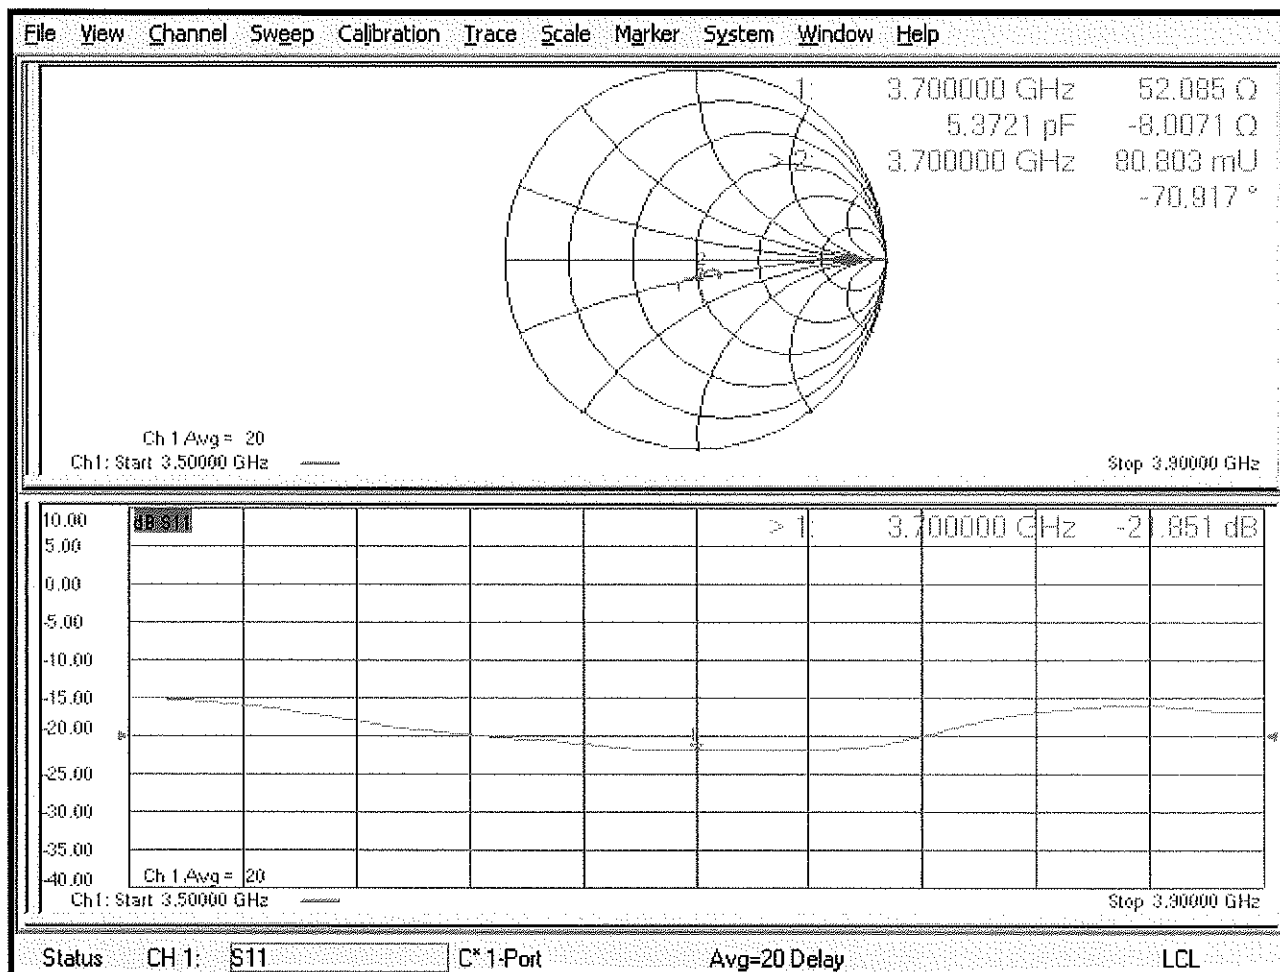 File View Channel Sweep Calibration Trace Scale Marker System Window Help
1: 3.700000 GHz 52.085 Ω
5.3721 pF -8.0071 Ω
> 2: 3.700000 GHz 80.803 mU
-70.917 °
Ch 1 Avg = 20
Ch1: Start 3.50000 GHz Stop 3.90000 GHz
10.00 dB S11 > 1: 3.700000 GHz -21.851 dB
5.00
0.00
-5.00
-10.00
-15.00
-20.00
-25.00
-30.00
-35.00
-40.00 Ch 1 Avg = 20
Ch1: Start 3.50000 GHz Stop 3.90000 GHz
Status CH 1: S11 C* 1-Port Avg=20 Delay LCL